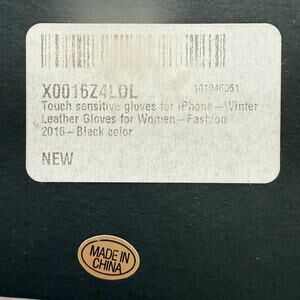 X0016Z4LDL
101946051
Touch sensitive gloves for iPhone – Winter
Leather Gloves for Women – Fashion
2016 – Black color
NEW
MADE IN
CHINA